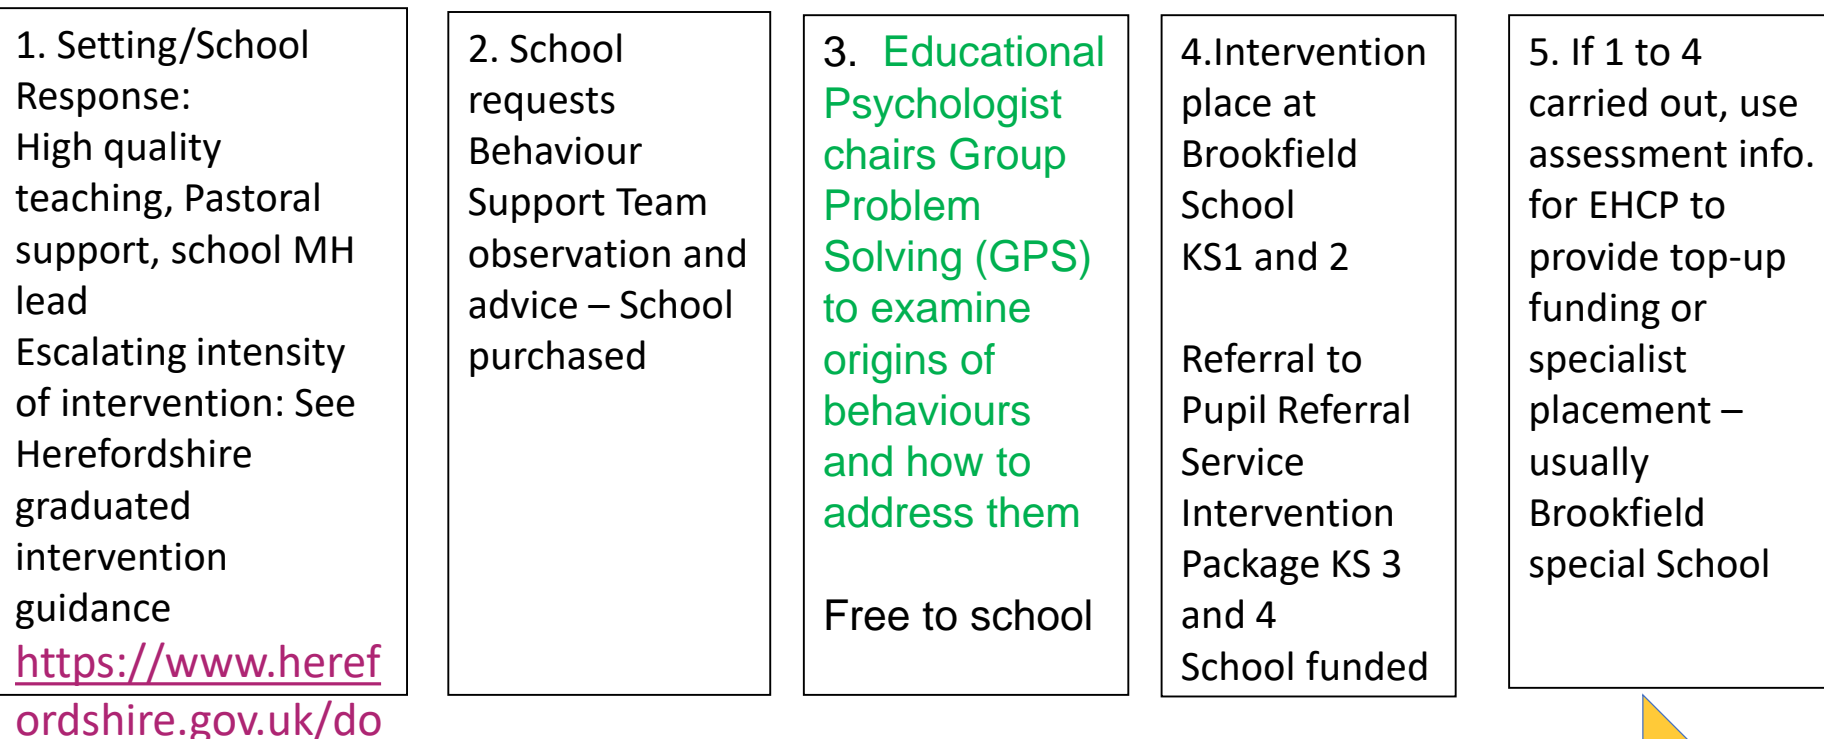 1. Setting/School
Response:
High quality
teaching, Pastoral
support, school MH
lead
Escalating intensity
of intervention: See
Herefordshire
graduated
intervention
guidance
https://www.heref
ordshire.gov.uk/do
2. School
requests
Behaviour
Support Team
observation and
advice – School
purchased
3. Educational
Psychologist
chairs Group
Problem
Solving (GPS)
to examine
origins of
behaviours
and how to
address them
Free to school
4.Intervention
place at
Brookfield
School
KS1 and 2
Referral to
Pupil Referral
Service
Intervention
Package KS 3
and 4
School funded
5. If 1 to 4
carried out, use
assessment info.
for EHCP to
provide top-up
funding or
specialist
placement –
usually
Brookfield
special School